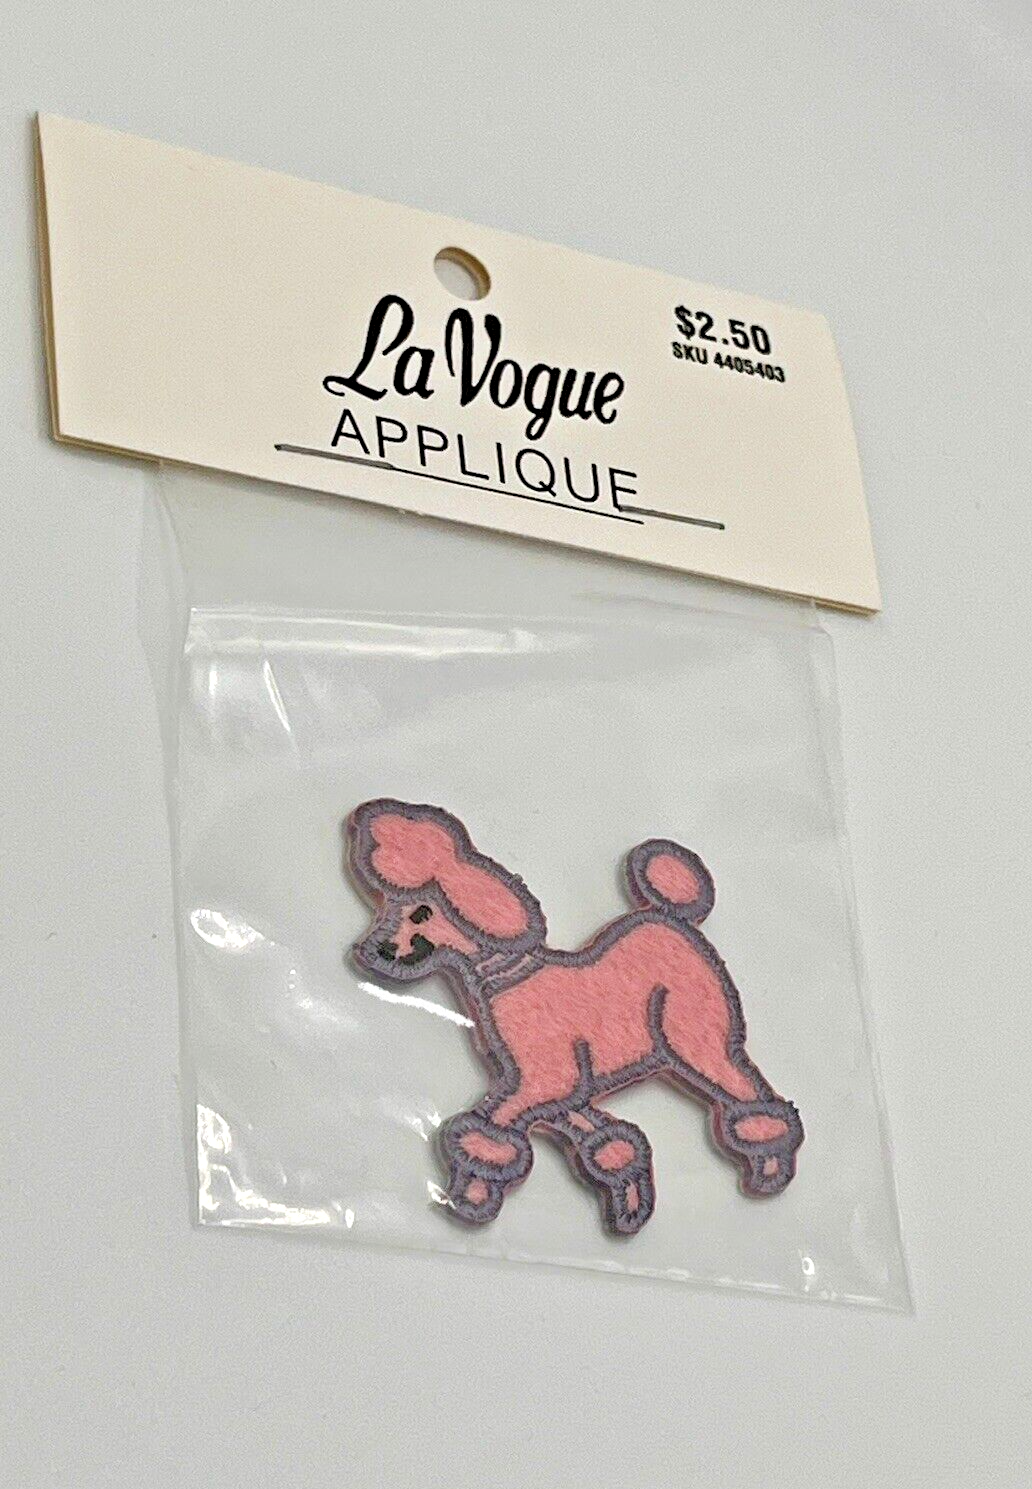 $2.50
SKU 4405403
La Vogue
APPLIQUE